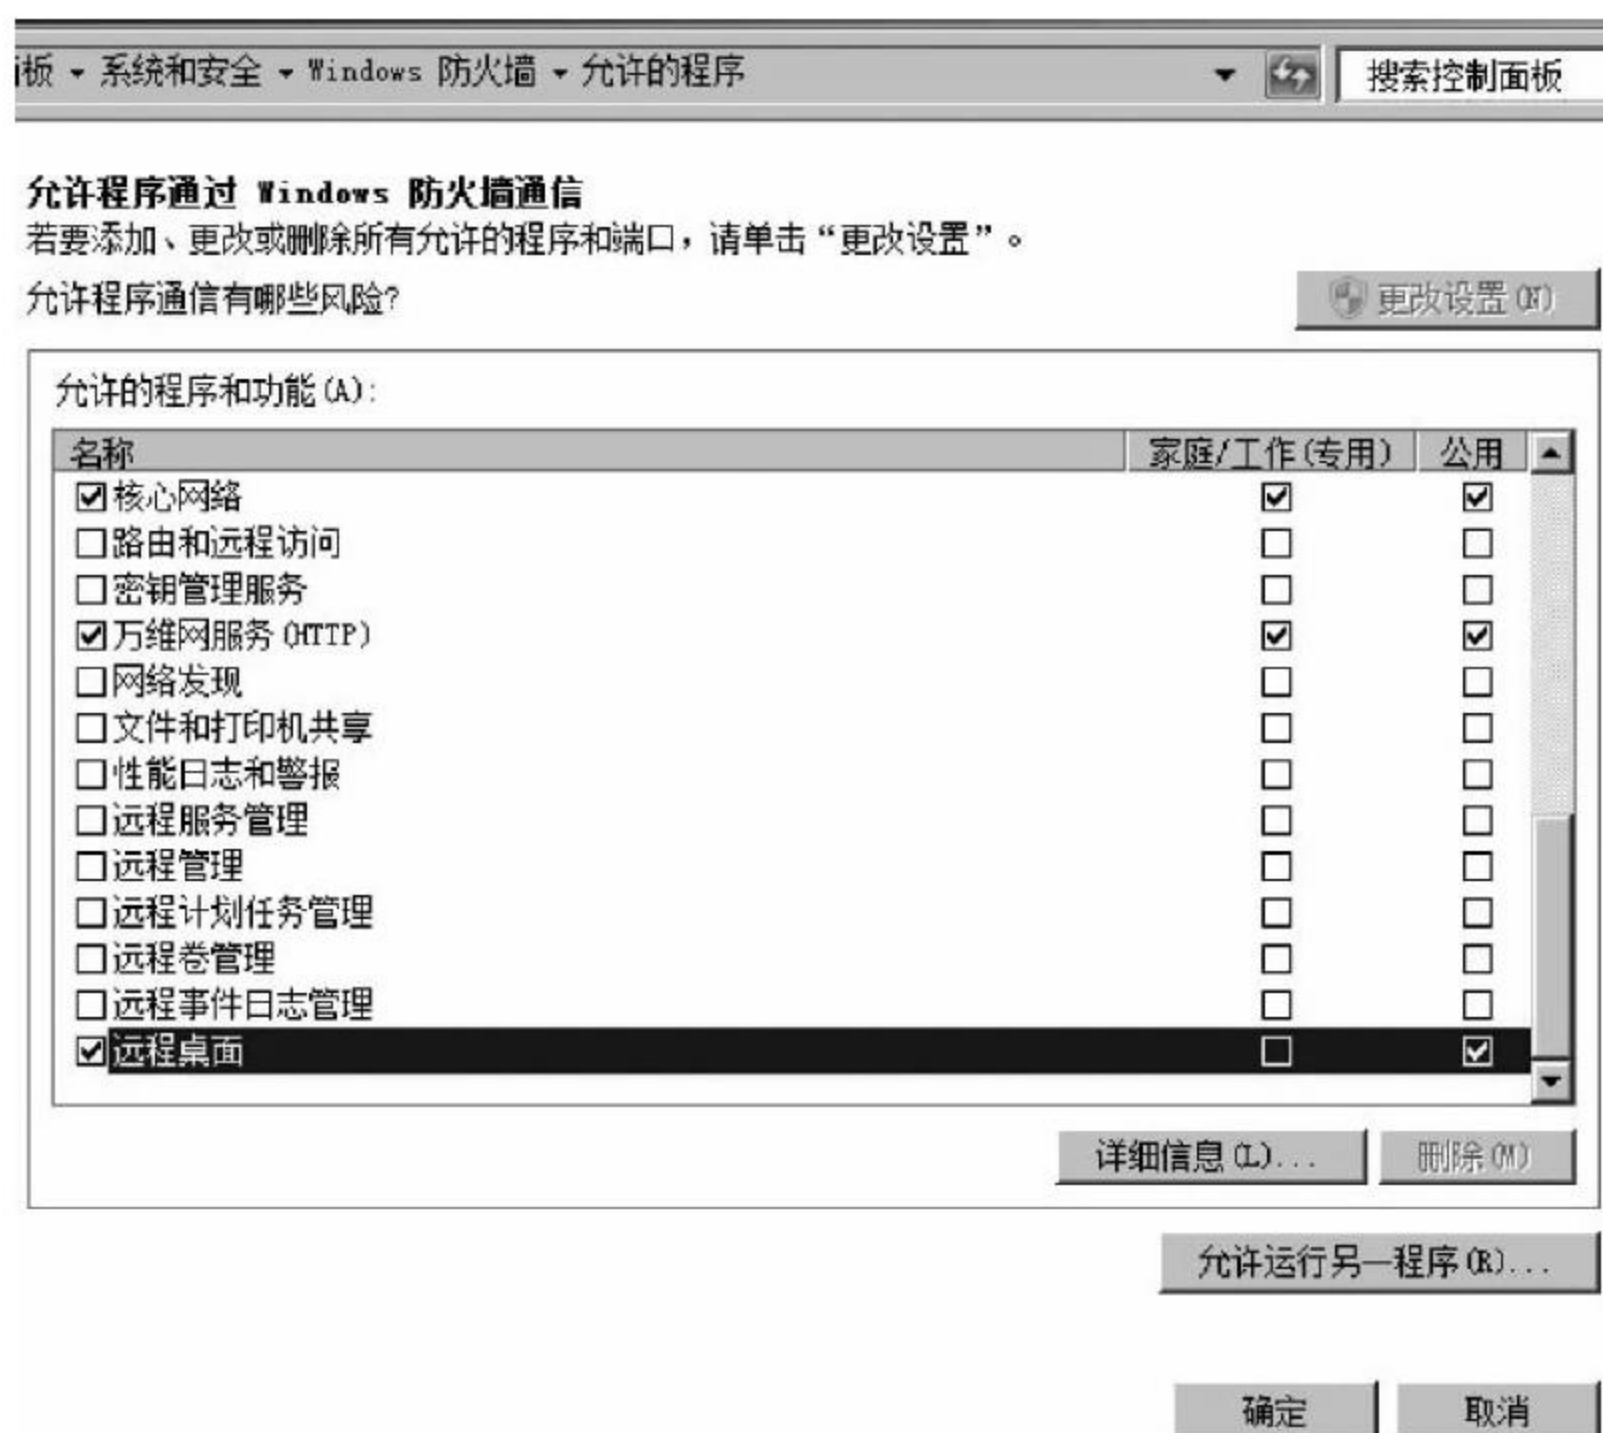 板 系统和安全 Windows 防火墙 允许的程序 搜索控制面板
允许程序通过 Windows 防火墙通信
若要添加、更改或删除所有允许的程序和端口，请单击“更改设置”。
允许程序通信有哪些风险?
更改设置(N)
允许的程序和功能(A):
名称 家庭/工作(专用) 公用
核心网络
路由和远程访问
密钥管理服务
万维网服务(HTTP)
网络发现
文件和打印机共享
性能日志和警报
远程服务管理
远程管理
远程计划任务管理
远程卷管理
远程事件日志管理
远程桌面
详细信息(L)... 删除(M)
允许运行另一程序(R)...
确定 取消